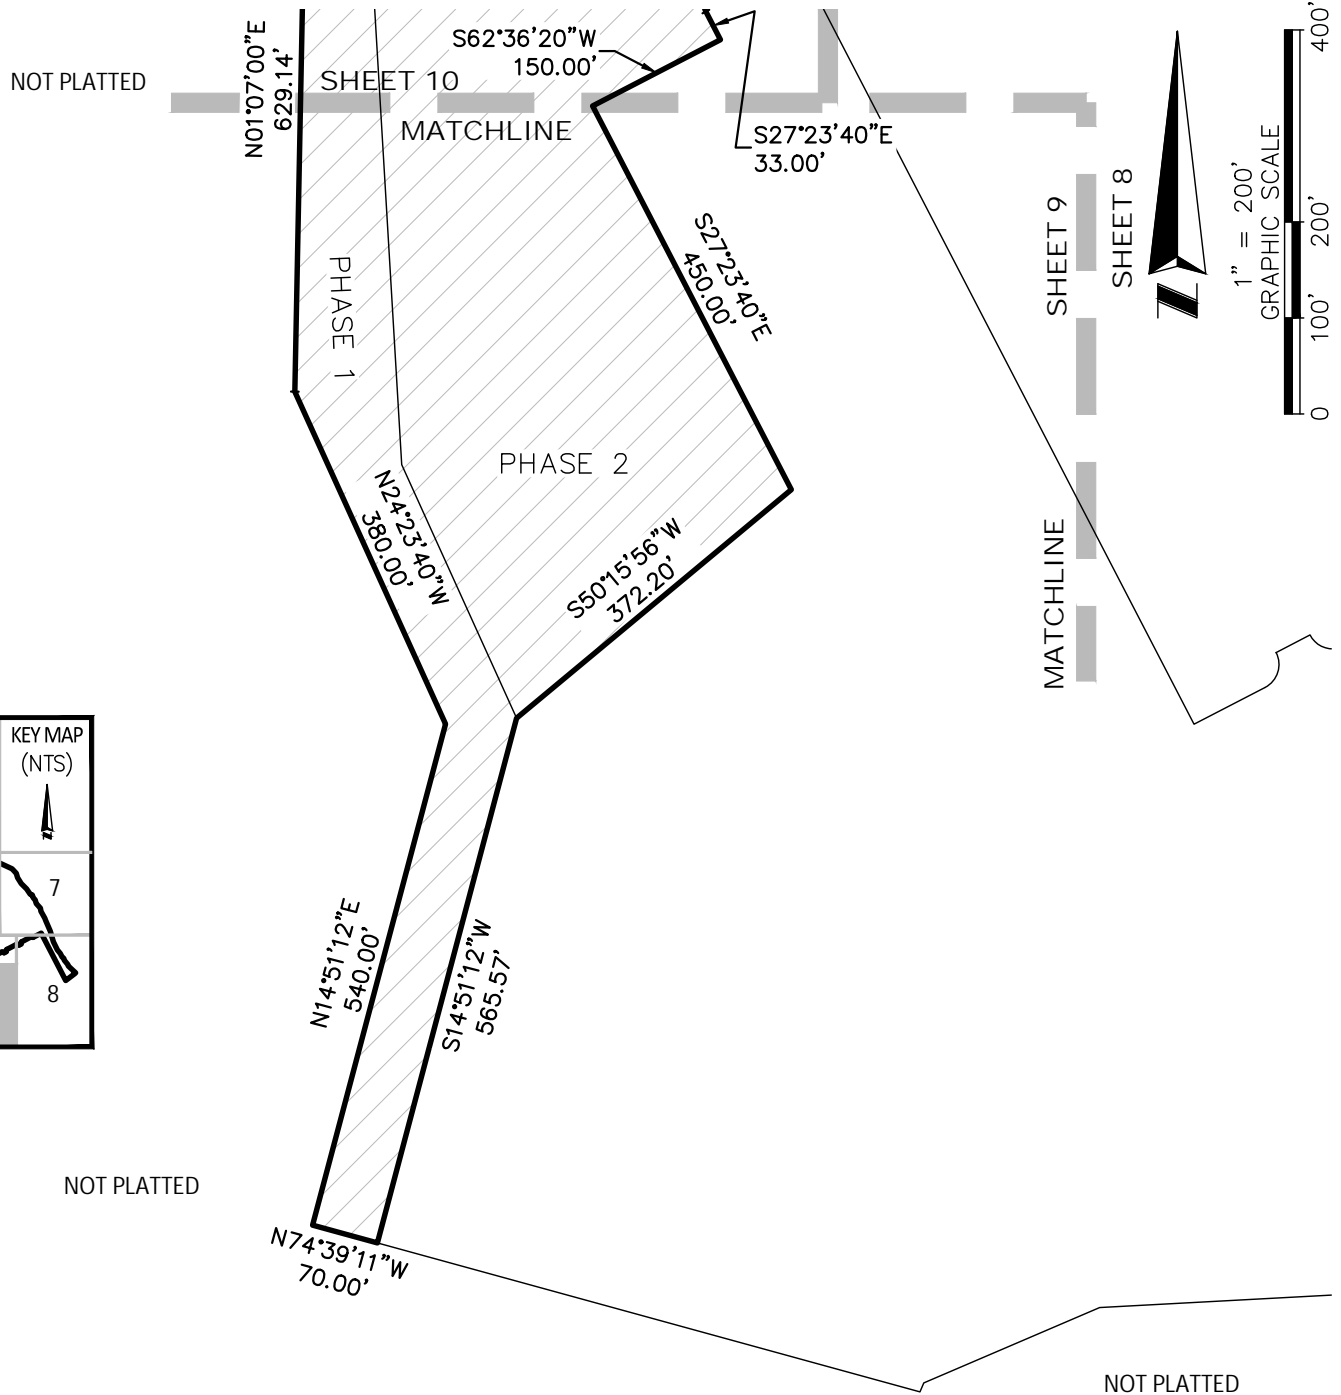 S62°36'20"W
150.00'
N01°07'00"E
629.14'
NOT PLATTED
SHEET 10
MATCHLINE
S27°23'40"E
33.00'
S27°23'40"E
450.00'
SHEET 9
SHEET 8
MATCHLINE
N
1" = 200'
GRAPHIC SCALE
0
100'
200'
400'
PHASE 1
PHASE 2
N24°23'40"W
380.00'
S50°15'56"W
372.20'
KEY MAP
(NTS)
N
7
8
N14°51'12"E
540.00'
S14°51'12"W
565.57'
NOT PLATTED
N74°39'11"W
70.00'
NOT PLATTED